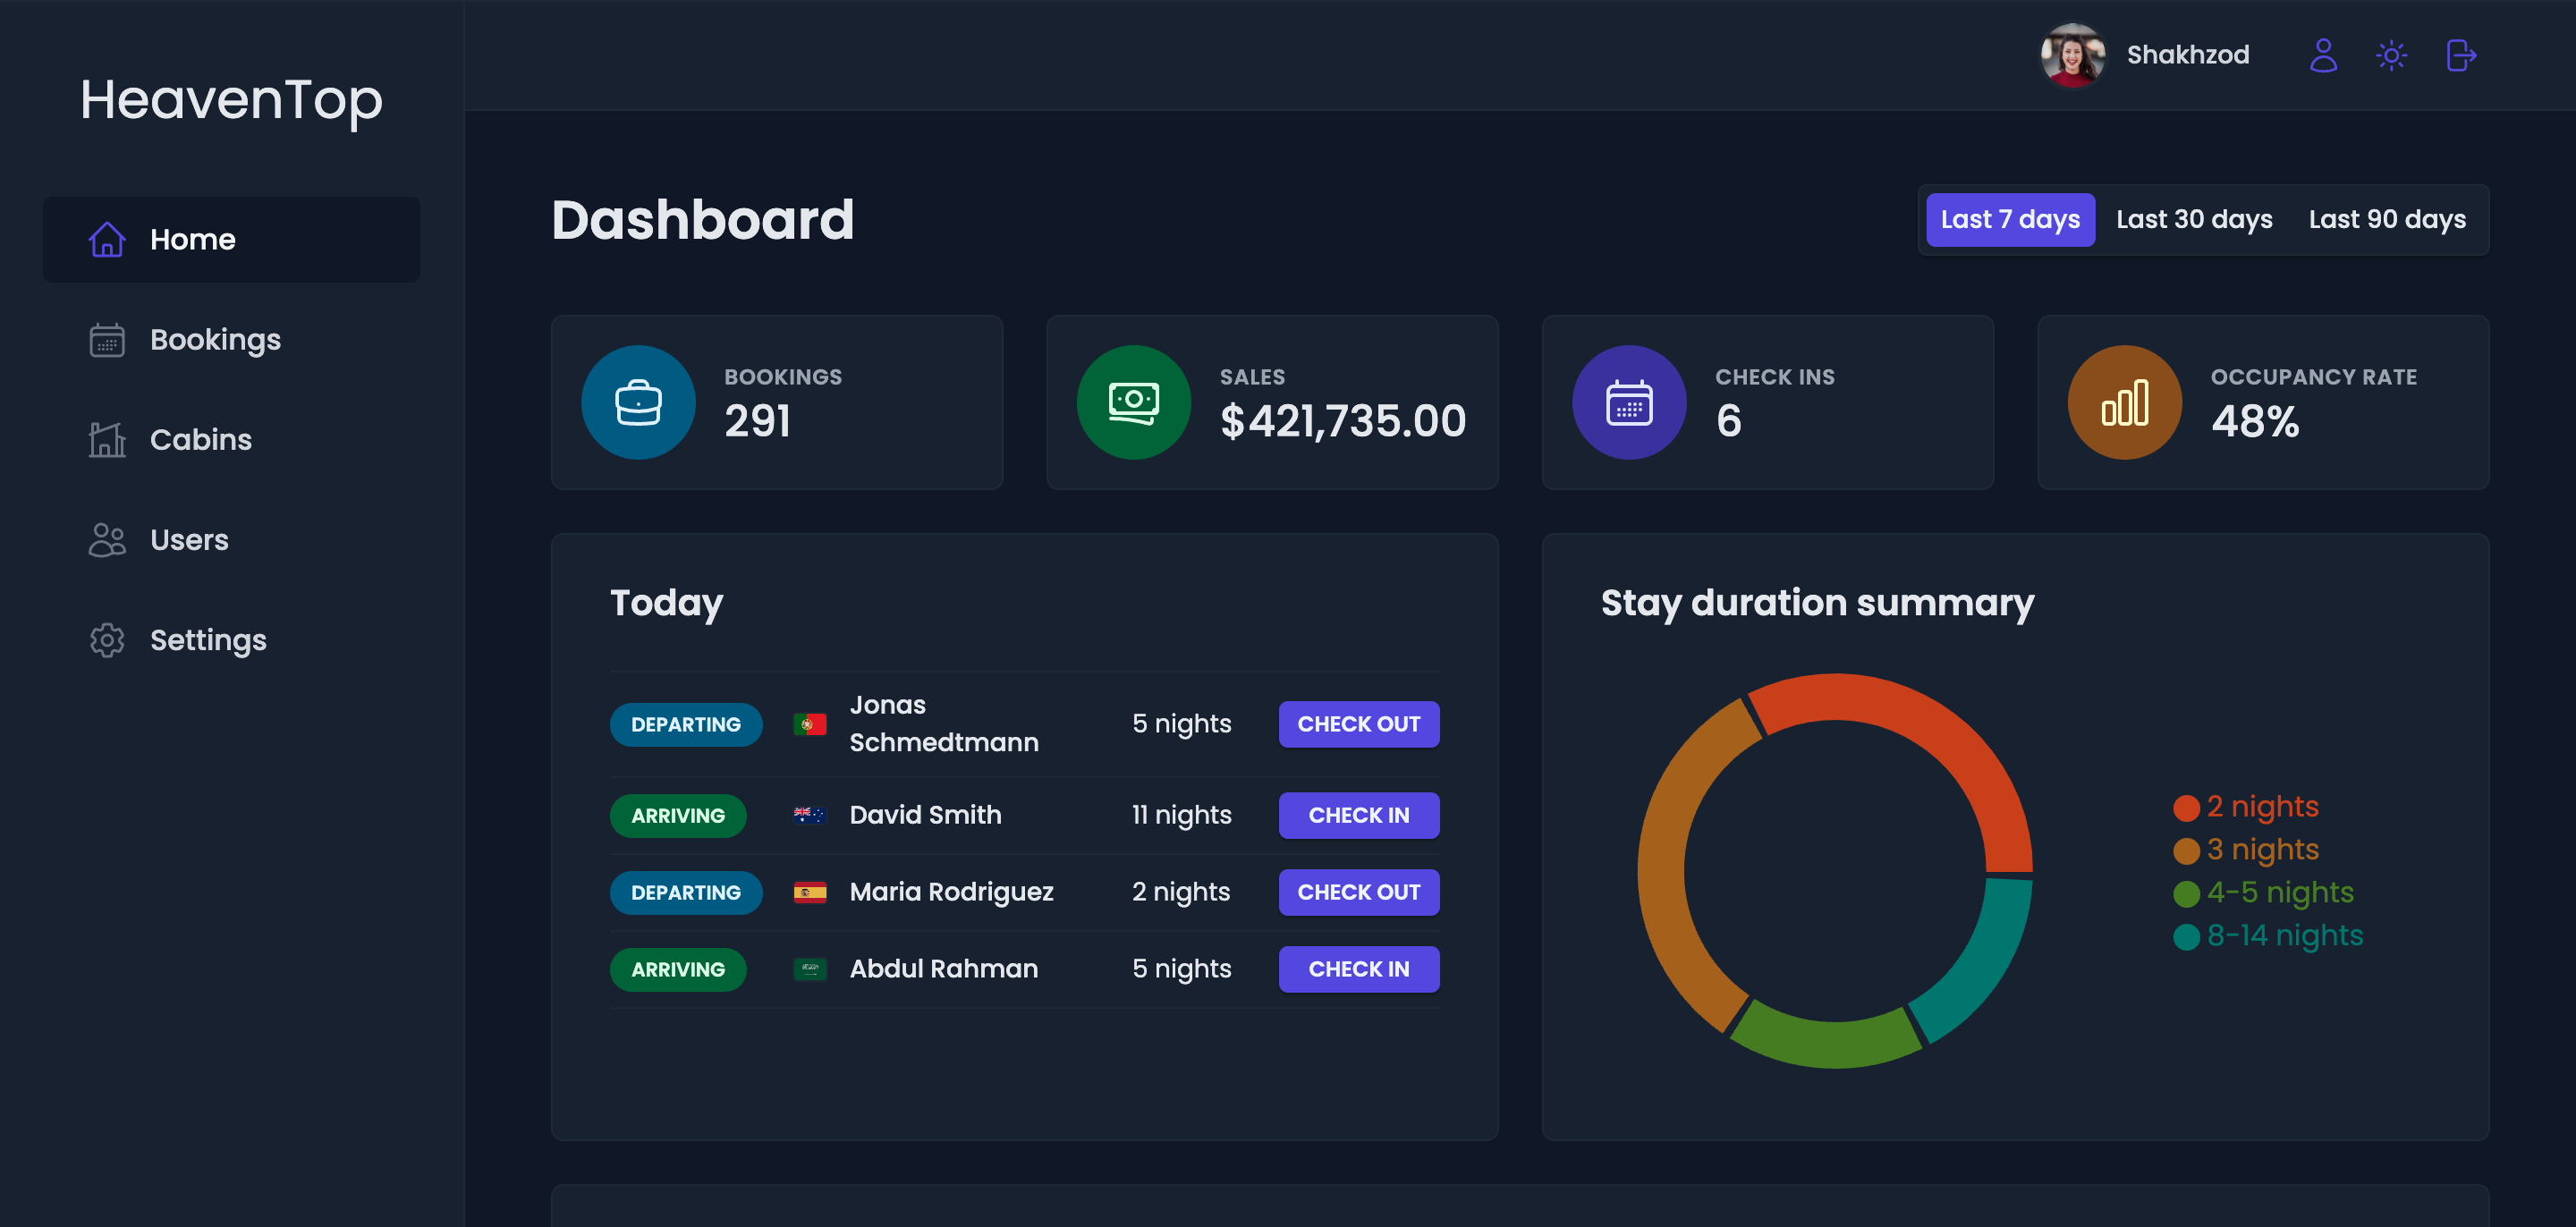 HeavenTop
Shakhzod
Home
Bookings
Cabins
Users
Settings
Dashboard
Last 7 days
Last 30 days
Last 90 days
BOOKINGS
291
SALES
$421,735.00
CHECK INS
6
OCCUPANCY RATE
48%
Today
DEPARTING
Jonas
Schmedtmann
5 nights
CHECK OUT
ARRIVING
David Smith
11 nights
CHECK IN
DEPARTING
Maria Rodriguez
2 nights
CHECK OUT
ARRIVING
Abdul Rahman
5 nights
CHECK IN
Stay duration summary
2 nights
3 nights
4-5 nights
8-14 nights